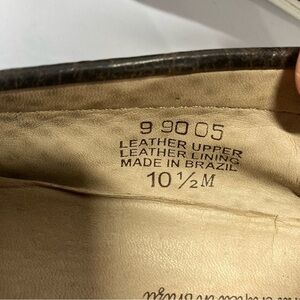 9 90 05
LEATHER UPPER
LEATHER LINING
MADE IN BRAZIL
10 ½ M